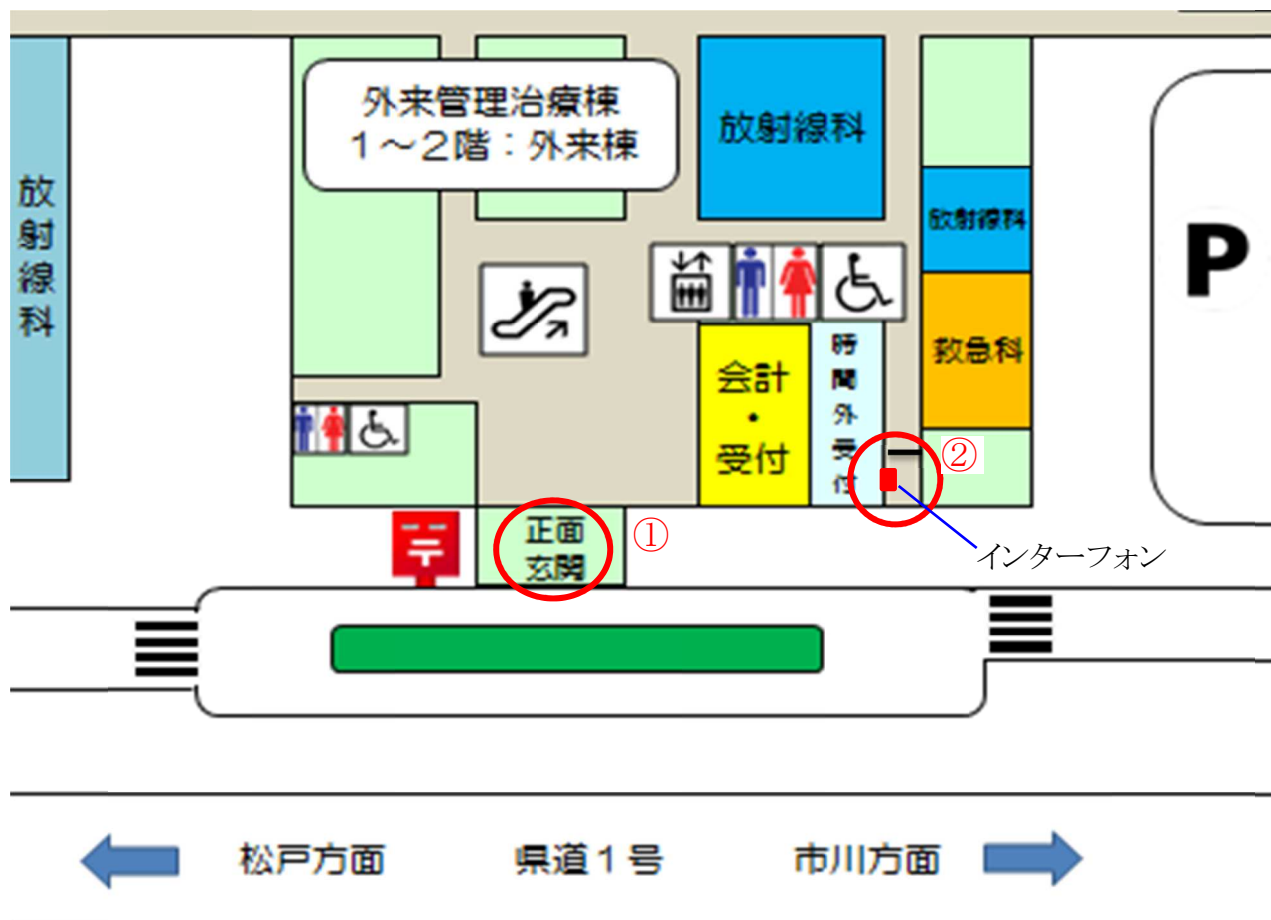 外来管理治療棟
1~2階:外来棟
放射線科
放射線科
放射線科
P
救急科
会計・受付
時間外受付
②
インターフォン
正面
玄関
①
松戸方面
県道1号
市川方面